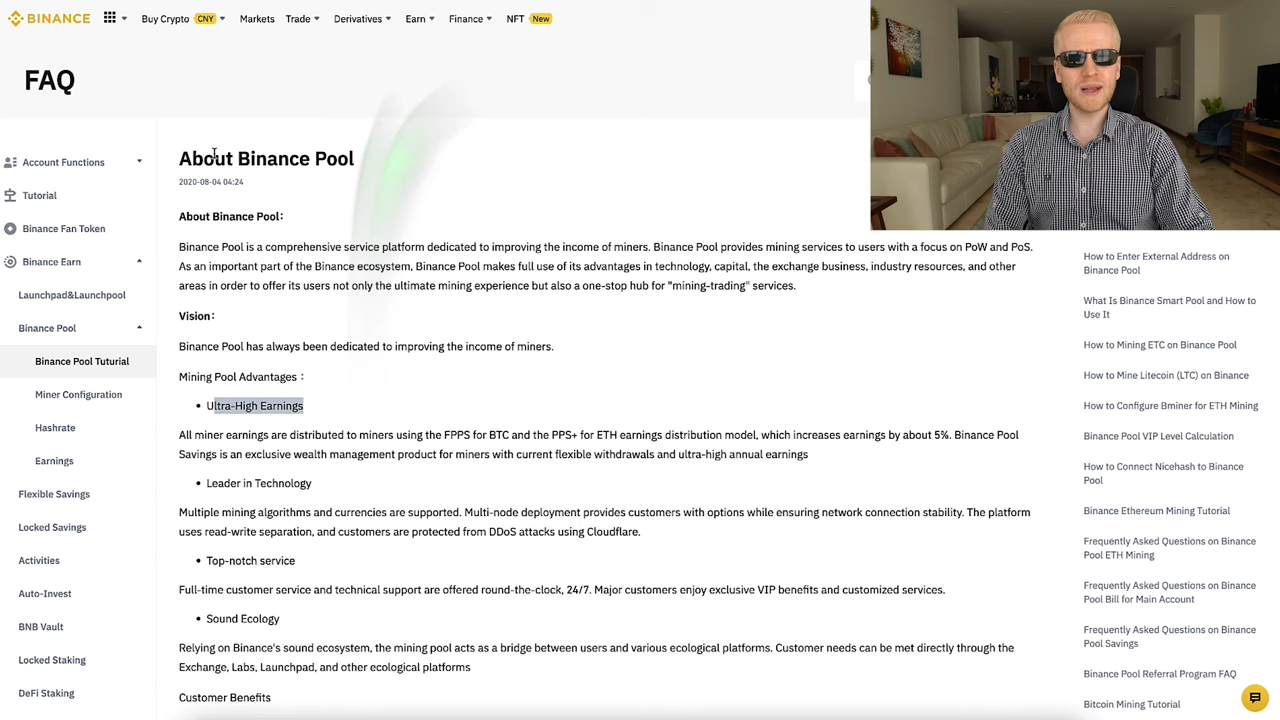 BINANCE
Buy Crypto CNY Markets Trade Derivatives Earn Finance NFT New
FAQ
Account Functions
Tutorial
Binance Fan Token
Binance Earn
Launchpad&Launchpool
Binance Pool
Binance Pool Tuturial
Miner Configuration
Hashrate
Earnings
Flexible Savings
Locked Savings
Activities
Auto-Invest
BNB Vault
Locked Staking
DeFi Staking
About Binance Pool
2020-08-04 04:24
About Binance Pool:
Binance Pool is a comprehensive service platform dedicated to improving the income of miners. Binance Pool provides mining services to users with a focus on PoW and PoS.
As an important part of the Binance ecosystem, Binance Pool makes full use of its advantages in technology, capital, the exchange business, industry resources, and other
areas in order to offer its users not only the ultimate mining experience but also a one-stop hub for "mining-trading" services.
Vision:
Binance Pool has always been dedicated to improving the income of miners.
Mining Pool Advantages：
• Ultra-High Earnings
All miner earnings are distributed to miners using the FPPS for BTC and the PPS+ for ETH earnings distribution model, which increases earnings by about 5%. Binance Pool
Savings is an exclusive wealth management product for miners with current flexible withdrawals and ultra-high annual earnings
• Leader in Technology
Multiple mining algorithms and currencies are supported. Multi-node deployment provides customers with options while ensuring network connection stability. The platform
uses read-write separation, and customers are protected from DDoS attacks using Cloudflare.
• Top-notch service
Full-time customer service and technical support are offered round-the-clock, 24/7. Major customers enjoy exclusive VIP benefits and customized services.
• Sound Ecology
Relying on Binance's sound ecosystem, the mining pool acts as a bridge between users and various ecological platforms. Customer needs can be met directly through the
Exchange, Labs, Launchpad, and other ecological platforms
Customer Benefits
How to Enter External Address on
Binance Pool
What Is Binance Smart Pool and How to
Use It
How to Mining ETC on Binance Pool
How to Mine Litecoin (LTC) on Binance
How to Configure Bminer for ETH Mining
Binance Pool VIP Level Calculation
How to Connect Nicehash to Binance
Pool
Binance Ethereum Mining Tutorial
Frequently Asked Questions on Binance
Pool ETH Mining
Frequently Asked Questions on Binance
Pool Bill for Main Account
Frequently Asked Questions on Binance
Pool Savings
Binance Pool Referral Program FAQ
Bitcoin Mining Tutorial